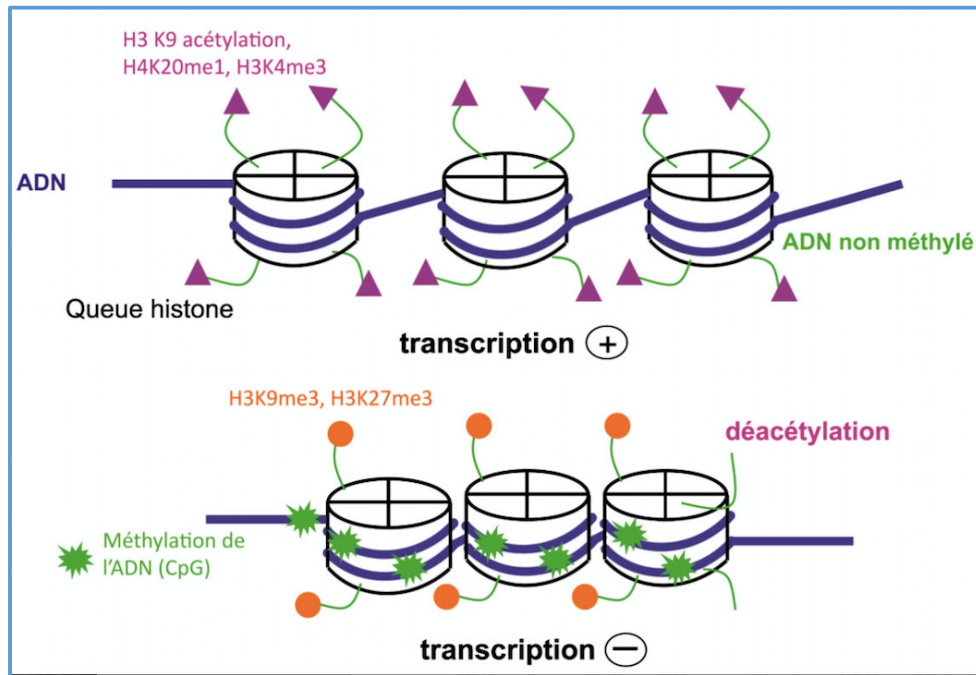 H3 K9 acétylation,
H4K20me1, H3K4me3
ADN
ADN non méthylé
Queue histone
transcription +
H3K9me3, H3K27me3
déacétylation
Méthylation de
l'ADN (CpG)
transcription −